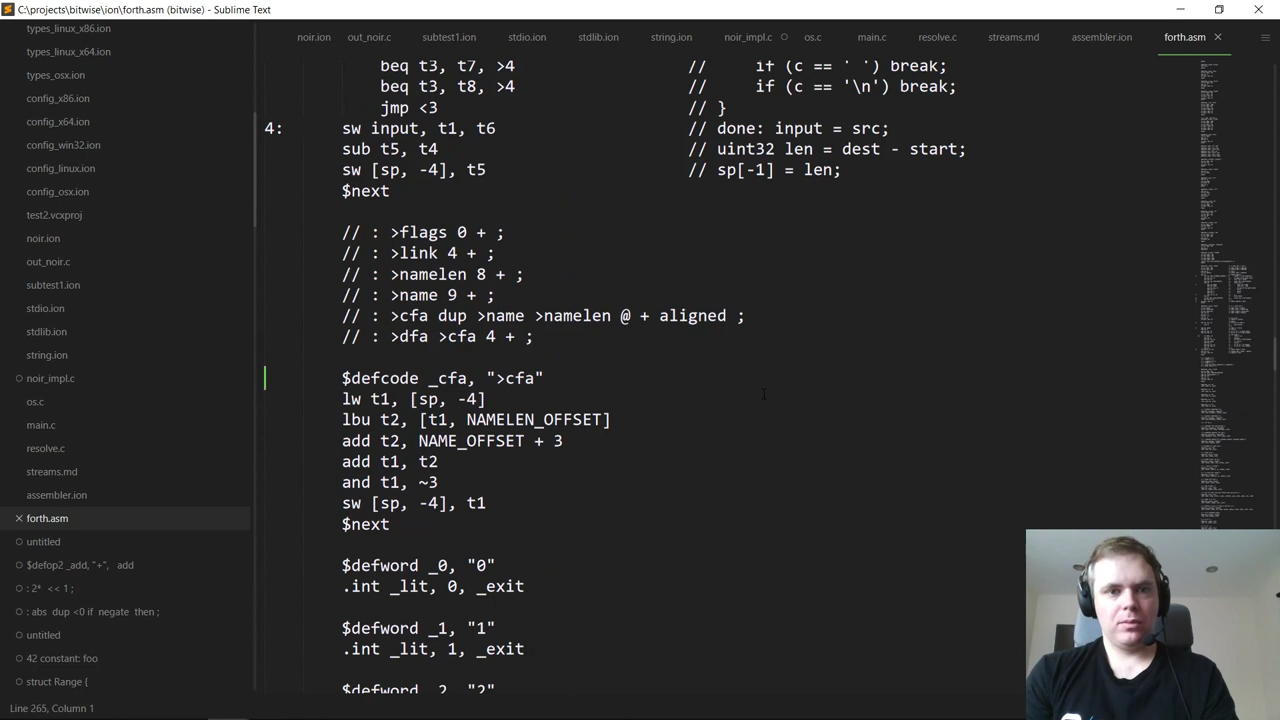 C:\projects\bitwise\ion\forth.asm (bitwise) - Sublime Text
noir.ion out_noir.c subtest1.ion stdio.ion stdlib.ion string.ion noir_impl.c os.c main.c resolve.c streams.md assembler.ion forth.asm
types_linux_x86.ion
types_linux_x64.ion
types_osx.ion
config_x86.ion
config_x64.ion
config_win32.ion
config_linux.ion
config_osx.ion
test2.vcxproj
noir.ion
out_noir.c
subtest1.ion
stdio.ion
stdlib.ion
string.ion
noir_impl.c
os.c
main.c
resolve.c
streams.md
assembler.ion
forth.asm
untitled
$defop2 _add, "+", add
: 2* << 1 ;
: abs dup <0 if negate then ;
untitled
42 constant: foo
struct Range {
beq t3, t7, >4 // if (c == ' ') break;
beq t3, t8, >4 // if (c == '\n') break;
jmp <3 // }
4: sw input, t1, t6 // done: input = src;
sub t5, t4 // uint32 len = dest - start;
sw [sp, -4], t5 // sp[-1] = len;
$next
// : >flags 0 + ;
// : >link 4 + ;
// : >namelen 8 + ;
// : >name 9 + ;
// : >cfa dup >name >namelen @ + aligned ;
// : >dfa >cfa 4 + ;
$defcode _cfa, ">cfa"
lw t1, [sp, -4]
lbu t2, [t1, NAMELEN_OFFSET]
add t2, NAME_OFFSET + 3
add t1, t2
and t1, ~3
sw [sp, -4], t1
$next
$defword _0, "0"
.int _lit, 0, _exit
$defword _1, "1"
.int _lit, 1, _exit
$defword _2, "2"
Line 265, Column 1